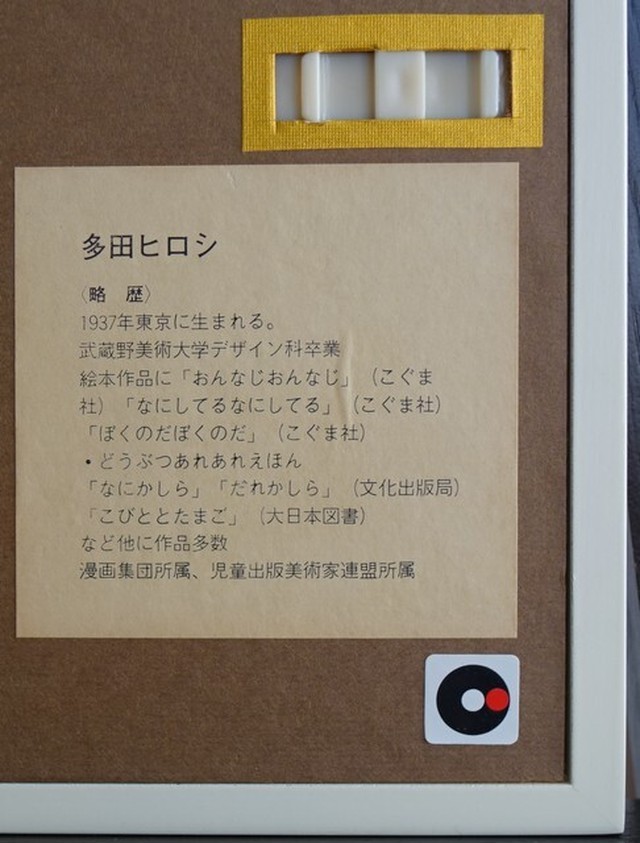 多田ヒロシ
〈略　歴〉
1937年東京に生まれる。
武蔵野美術大学デザイン科卒業
絵本作品に「おんなじおんなじ」（こぐま
社）「なにしてるなにしてる」（こぐま社）
「ぼくのだぼくのだ」（こぐま社）
・どうぶつあれあれえほん
「なにかしら」「だれかしら」（文化出版局）
「こびととたまご」（大日本図書）
など他に作品多数
漫画集団所属、児童出版美術家連盟所属